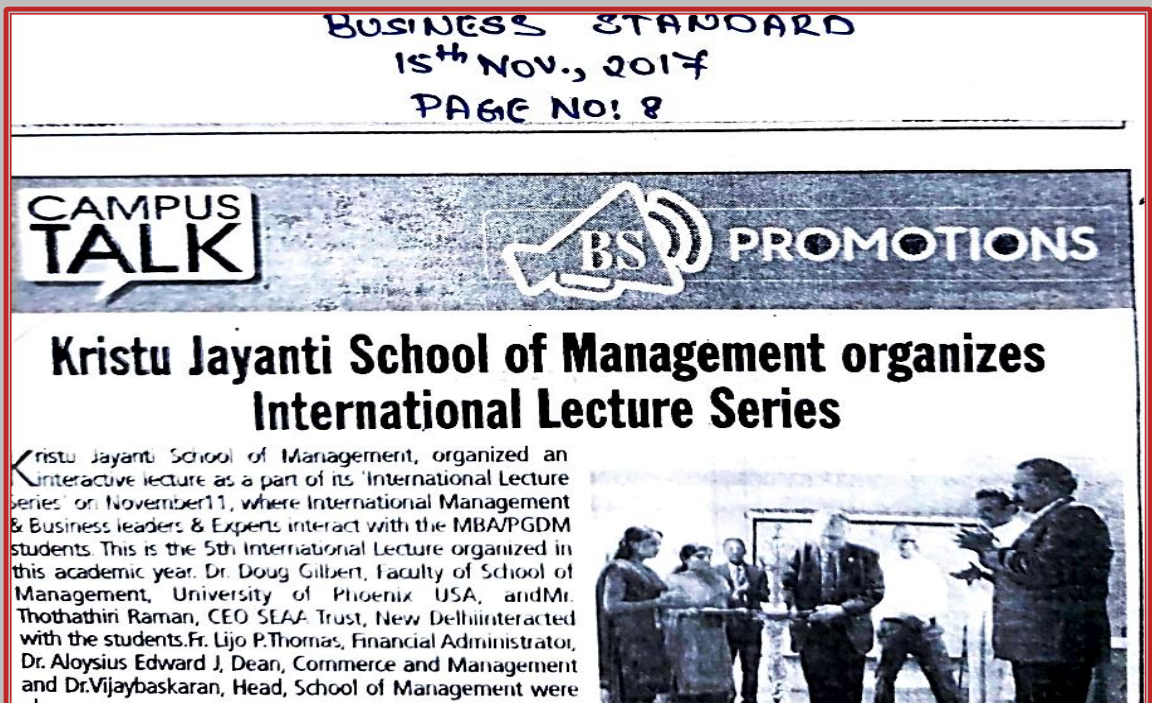 BUSINESS STANDARD
15th NOV., 2017
PAGE NO: 8
CAMPUS
TALK
BS PROMOTIONS
Kristu Jayanti School of Management organizes
International Lecture Series
Kristu Jayanti School of Management, organized an
interactive lecture as a part of its 'International Lecture
Series' on November11, where International Management
& Business leaders & Experts interact with the MBA/PGDM
students. This is the 5th International Lecture organized in
this academic year. Dr. Doug Gilbert, Faculty of School of
Management, University of Phoenix USA, andMr.
Thothathiri Raman, CEO SEAA Trust, New Delhiinteracted
with the students.Fr. Lijo P.Thomas, Financial Administrator,
Dr. Aloysius Edward J, Dean, Commerce and Management
and Dr.Vijaybaskaran, Head, School of Management were